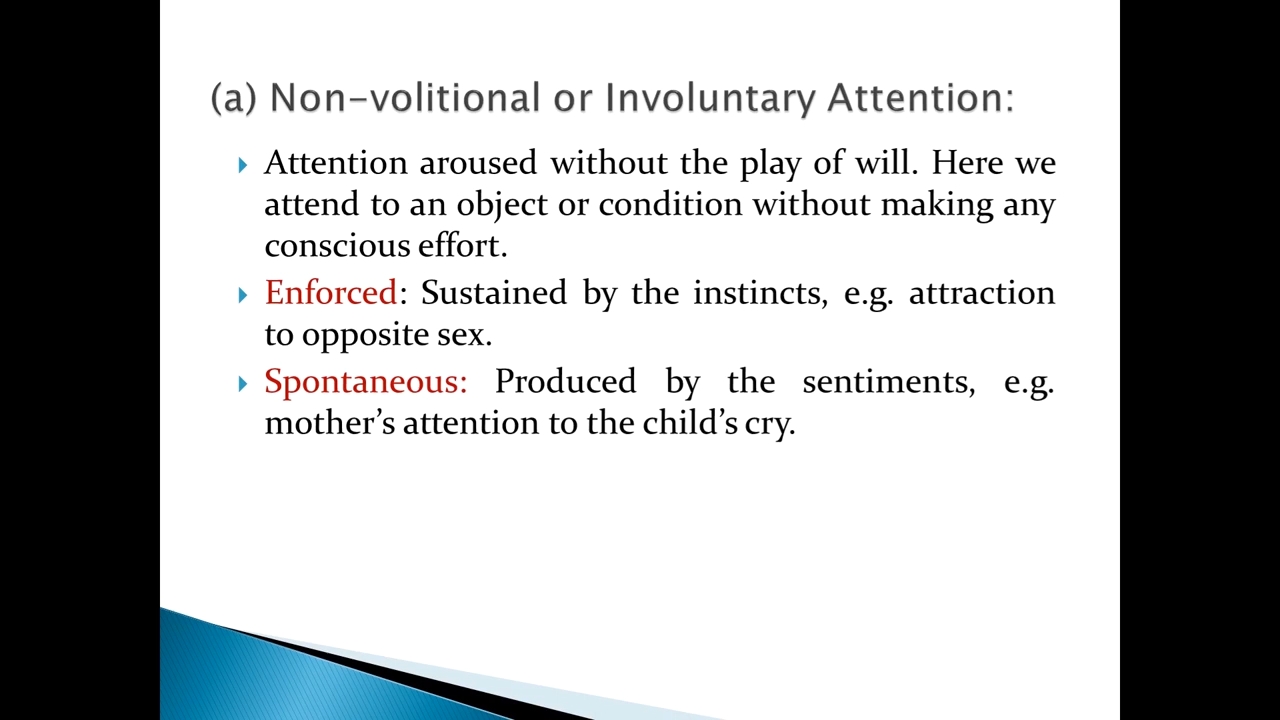 (a) Non-volitional or Involuntary Attention:
Attention aroused without the play of will. Here we
attend to an object or condition without making any
conscious effort.
Enforced: Sustained by the instincts, e.g. attraction
to opposite sex.
Spontaneous: Produced by the sentiments, e.g.
mother’s attention to the child’s cry.